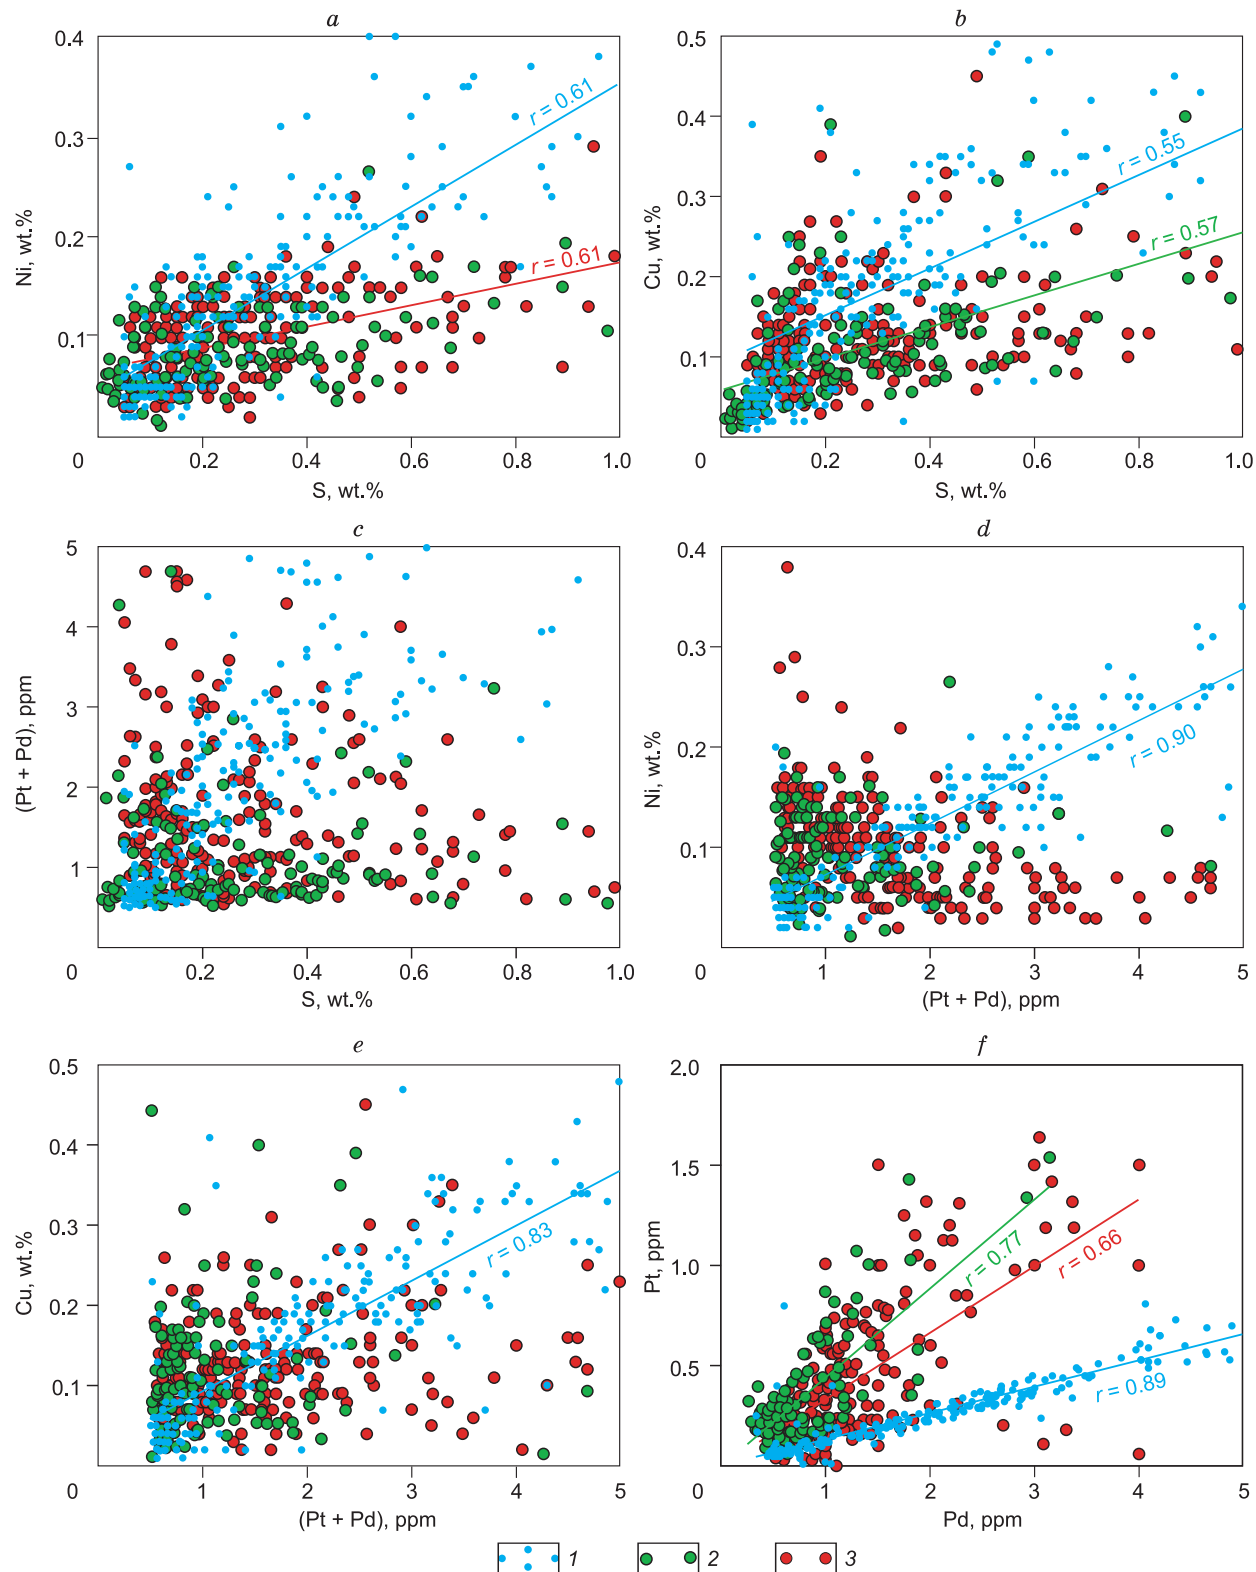 a
0.4
0.3
0.2
0.1
Ni, wt.%
r = 0.61
r = 0.61
0
0.2
0.4
0.6
0.8
1.0
S, wt.%
b
0.5
0.4
0.3
0.2
0.1
Cu, wt.%
r = 0.55
r = 0.57
0
0.2
0.4
0.6
0.8
1.0
S, wt.%
c
5
4
3
2
1
(Pt + Pd), ppm
0
0.2
0.4
0.6
0.8
1.0
S, wt.%
d
0.4
0.3
0.2
0.1
Ni, wt.%
r = 0.90
0
1
2
3
4
5
(Pt + Pd), ppm
e
0.5
0.4
0.3
0.2
0.1
Cu, wt.%
r = 0.83
0
1
2
3
4
5
(Pt + Pd), ppm
f
2.0
1.5
1.0
0.5
Pt, ppm
r = 0.77
r = 0.66
r = 0.89
0
1
2
3
4
5
Pd, ppm
1
2
3